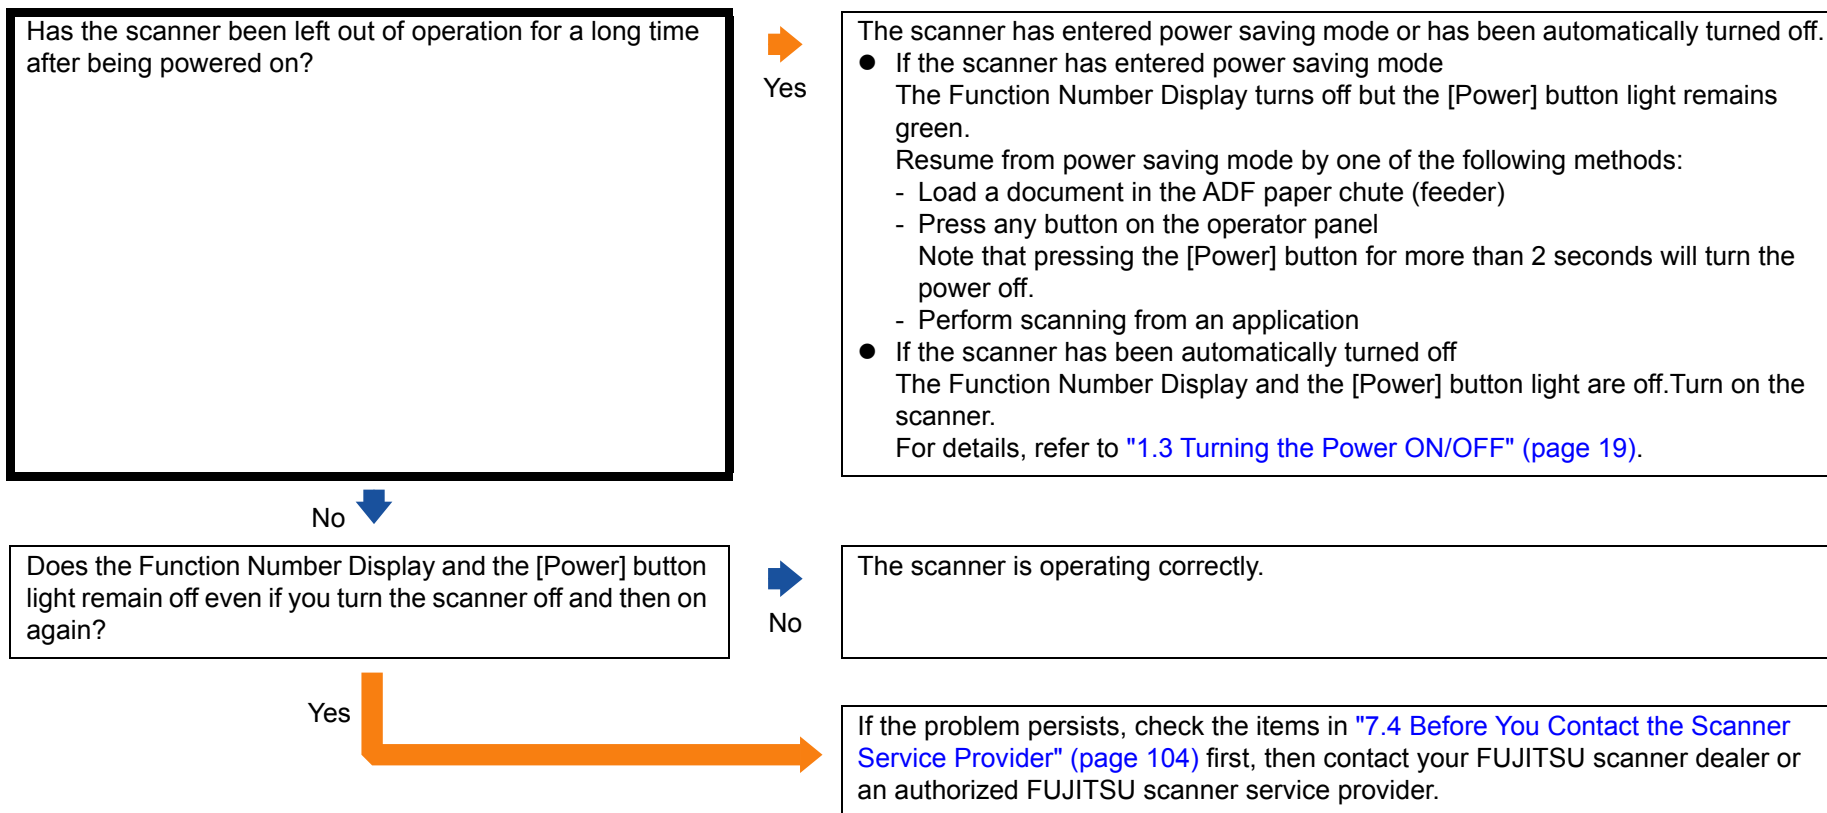 Has the scanner been left out of operation for a long time
after being powered on?
Yes
The scanner has entered power saving mode or has been automatically turned off.
● If the scanner has entered power saving mode
The Function Number Display turns off but the [Power] button light remains
green.
Resume from power saving mode by one of the following methods:
- Load a document in the ADF paper chute (feeder)
- Press any button on the operator panel
Note that pressing the [Power] button for more than 2 seconds will turn the
power off.
- Perform scanning from an application
● If the scanner has been automatically turned off
The Function Number Display and the [Power] button light are off.Turn on the
scanner.
For details, refer to "1.3 Turning the Power ON/OFF" (page 19).
No
Does the Function Number Display and the [Power] button
light remain off even if you turn the scanner off and then on
again?
No
The scanner is operating correctly.
Yes
If the problem persists, check the items in "7.4 Before You Contact the Scanner
Service Provider" (page 104) first, then contact your FUJITSU scanner dealer or
an authorized FUJITSU scanner service provider.